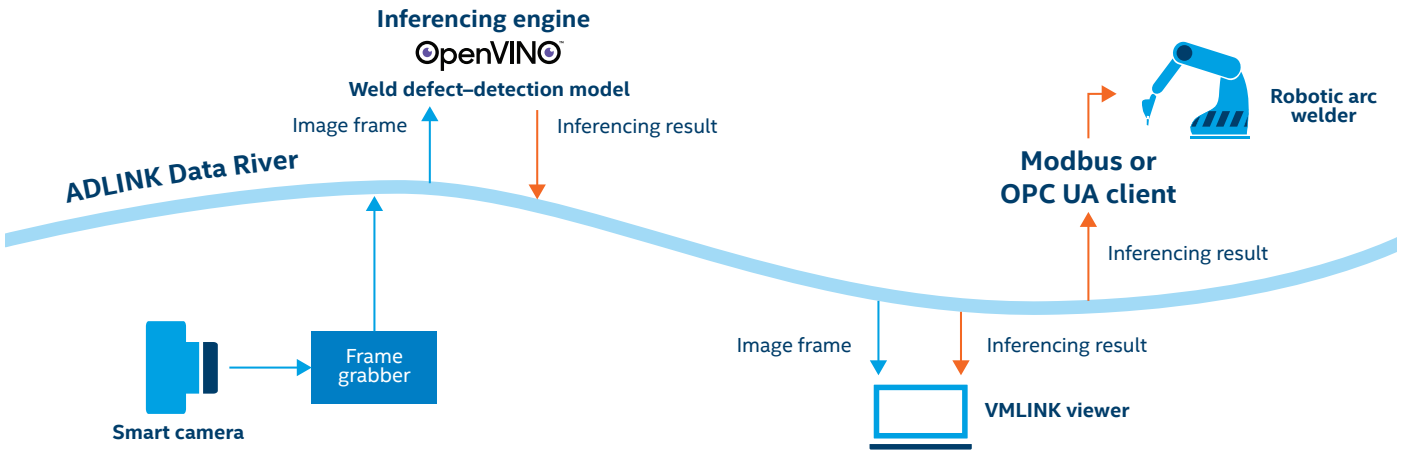 Inferencing engine
OpenVINO™
Weld defect–detection model
Image frame
Inferencing result
ADLINK Data River
Robotic arc
welder
Modbus or
OPC UA client
Inferencing result
Frame
grabber
Smart camera
Image frame
Inferencing result
VMLINK viewer